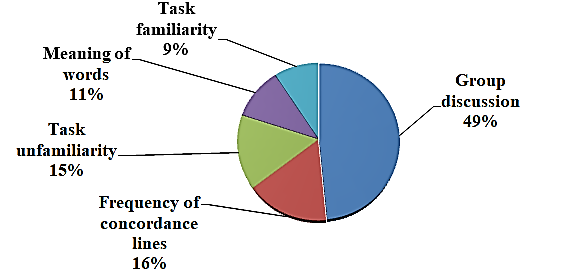 Task
familiarity
9%
Meaning of
words
11%
Group
discussion
49%
Task
unfamiliarity
15%
Frequency of
concordance
lines
16%